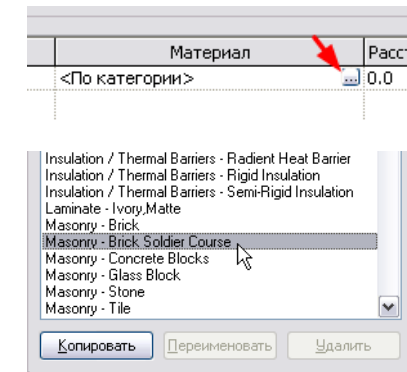 Материал
Расст
<По категории>
...
0.0
Insulation / Thermal Barriers - Radient Heat Barrier
Insulation / Thermal Barriers - Rigid Insulation
Insulation / Thermal Barriers - Semi-Rigid Insulation
Laminate - Ivory,Matte
Masonry - Brick
Masonry - Brick Soldier Course
Masonry - Concrete Blocks
Masonry - Glass Block
Masonry - Stone
Masonry - Tile
Копировать
Переименовать
Удалить